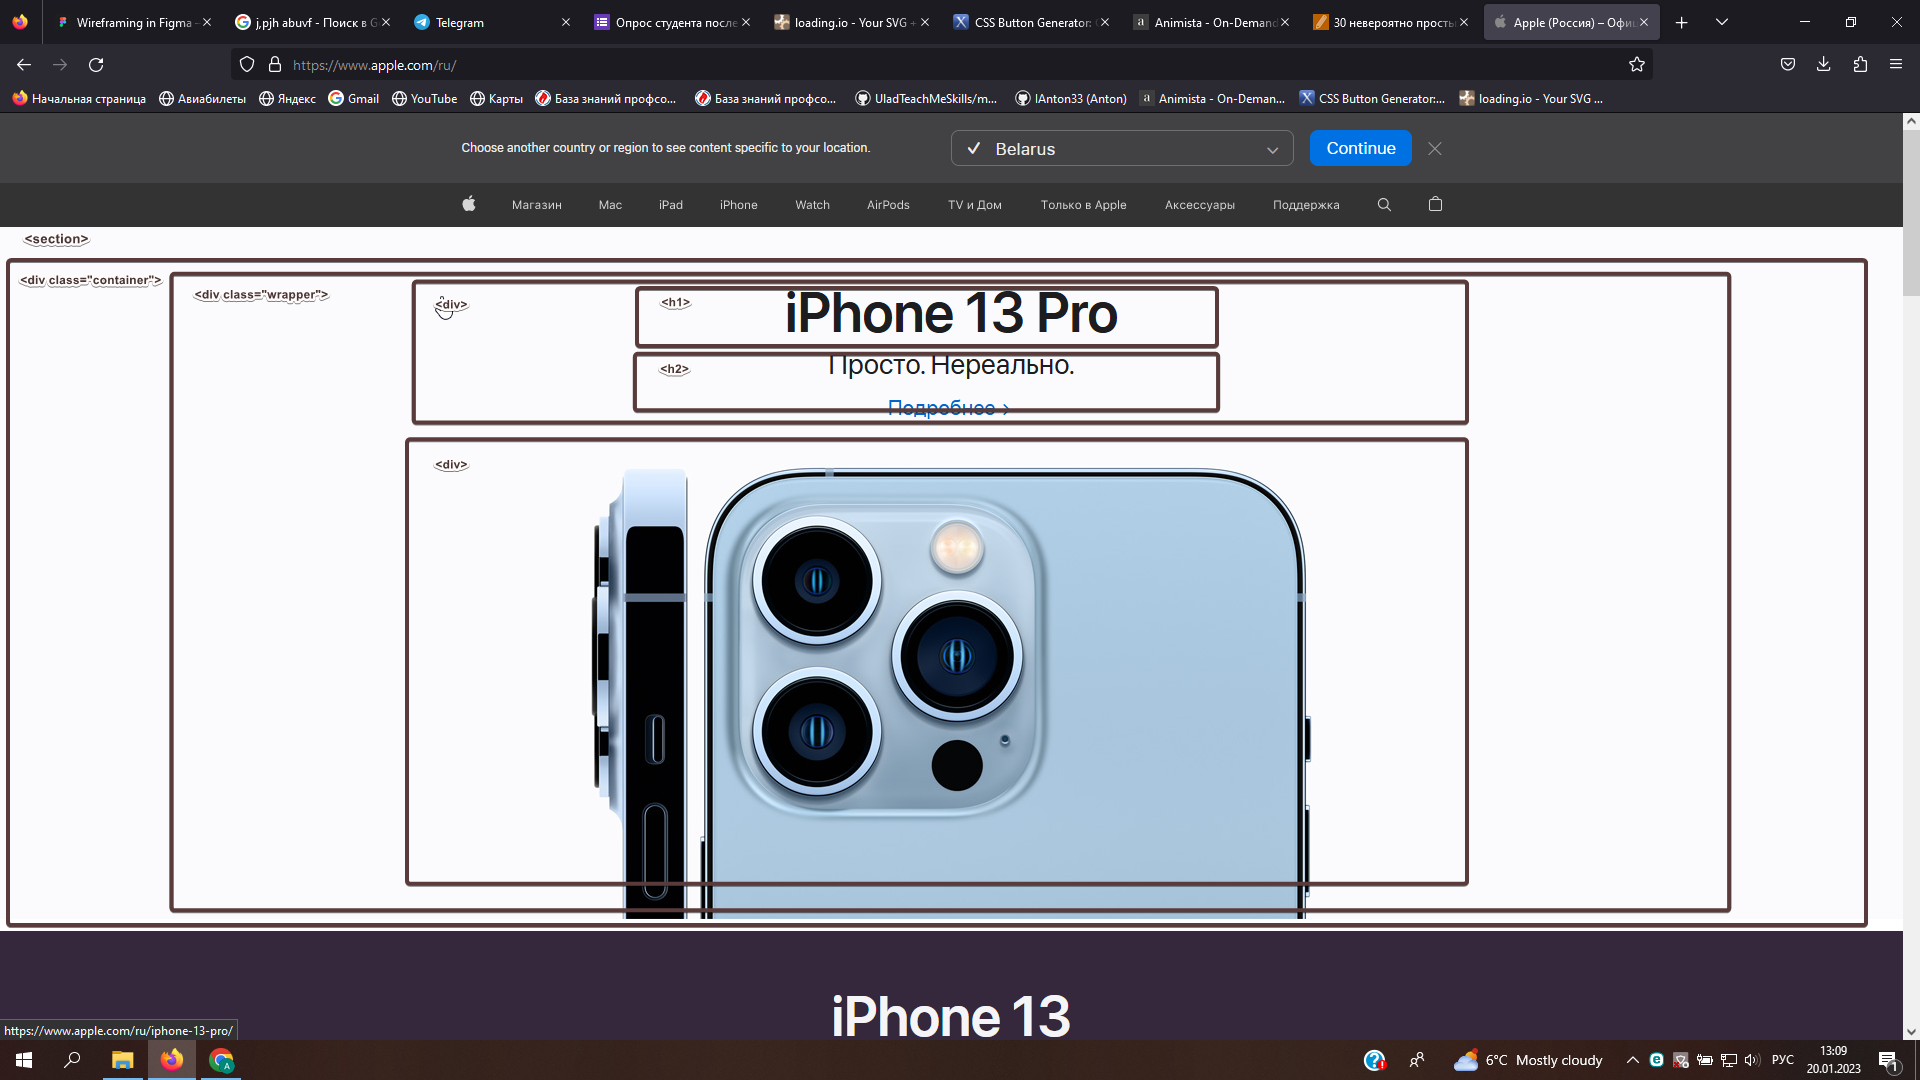 Wireframing in Figma -
j,pjh abuvf - Поиск в G
Telegram
Опрос студента после
loading.io - Your SVG +
CSS Button Generator:
Animista - On-Demand
30 невероятно просты
Apple (Россия) – Офиц
https://www.apple.com/ru/
Начальная страница
Авиабилеты
Яндекс
Gmail
YouTube
Карты
База знаний профсо...
База знаний профсо...
UladTeachMeSkills/m...
IAnton33 (Anton)
Animista - On-Deman...
CSS Button Generator:...
loading.io - Your SVG ...
Choose another country or region to see content specific to your location.
Belarus
Continue
Магазин
Mac
iPad
iPhone
Watch
AirPods
TV и Дом
Только в Apple
Аксессуары
Поддержка
<section>
<div class="container">
<div class="wrapper">
<div>
<h1>
iPhone 13 Pro
<h2>
Просто. Нереально.
Подробнее >
<div>
iPhone 13
https://www.apple.com/ru/iphone-13-pro/
6°C Mostly cloudy
РУС
13:09
20.01.2023
1